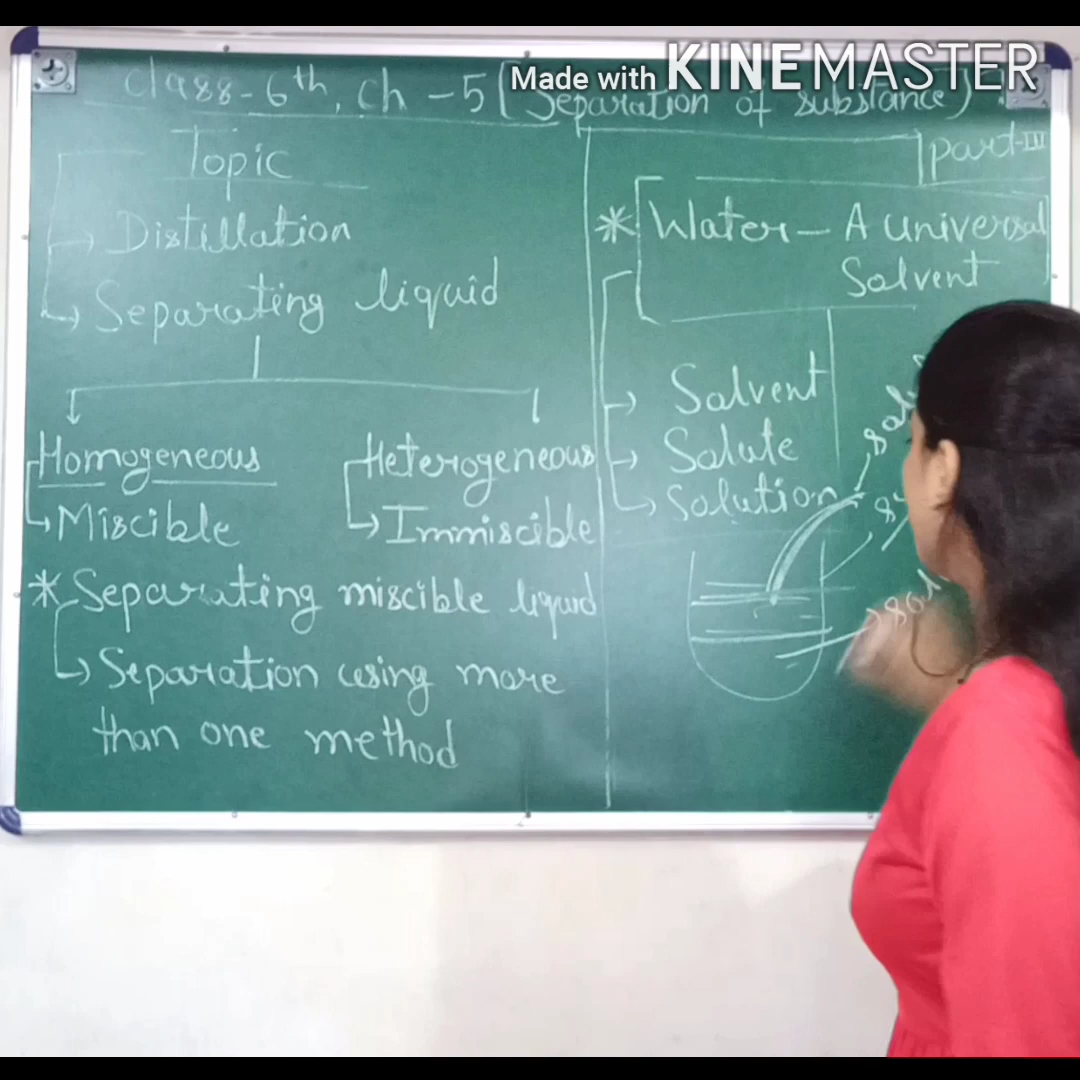 Made with KINEMASTER
Class-6th, Ch-5 (Separation of substance)
Part-III
Topic
Distillation
Separating liquid
Homogeneous
Miscible
Heterogeneous
Immiscible
* Separating miscible liquid
Separation using more
than one method
* Water - A universal
Solvent
Solvent
Solute
Solution